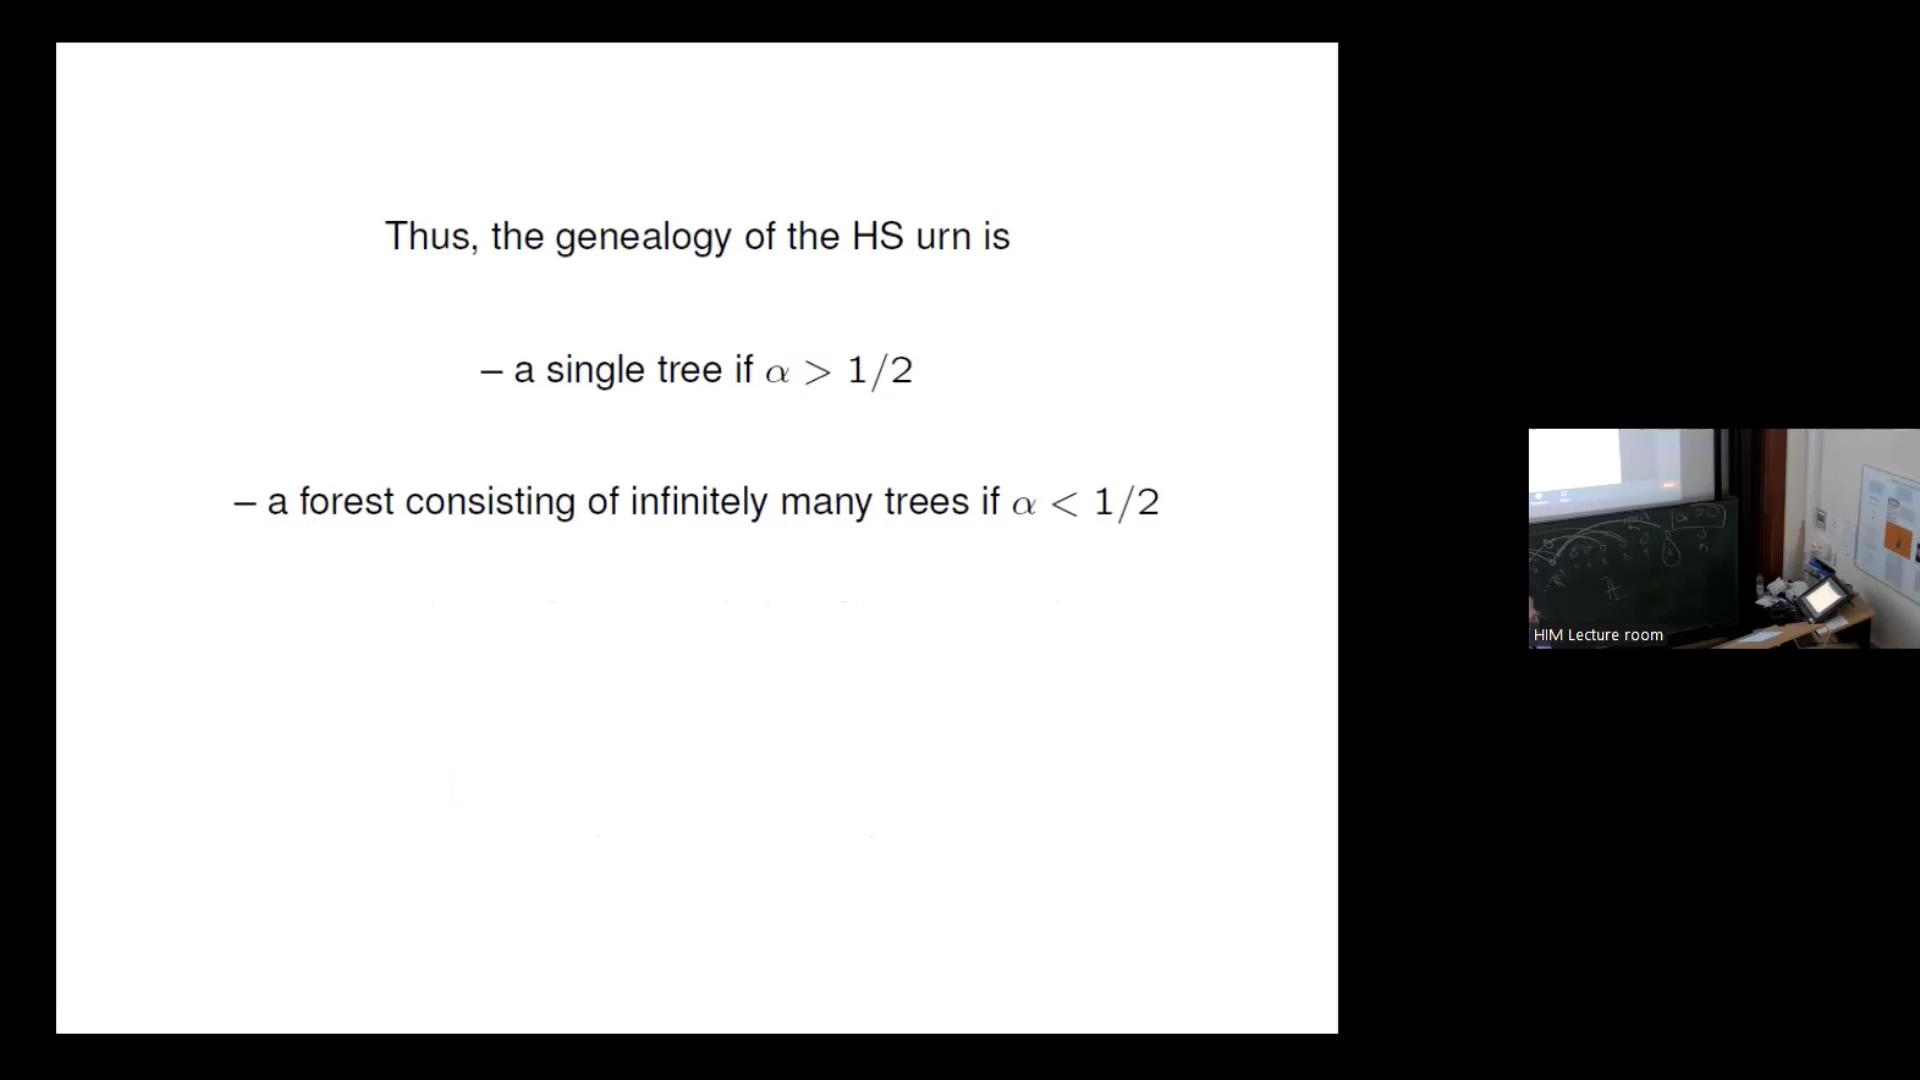 Thus, the genealogy of the HS urn is
– a single tree if α > 1/2
– a forest consisting of infinitely many trees if α < 1/2
HIM Lecture room